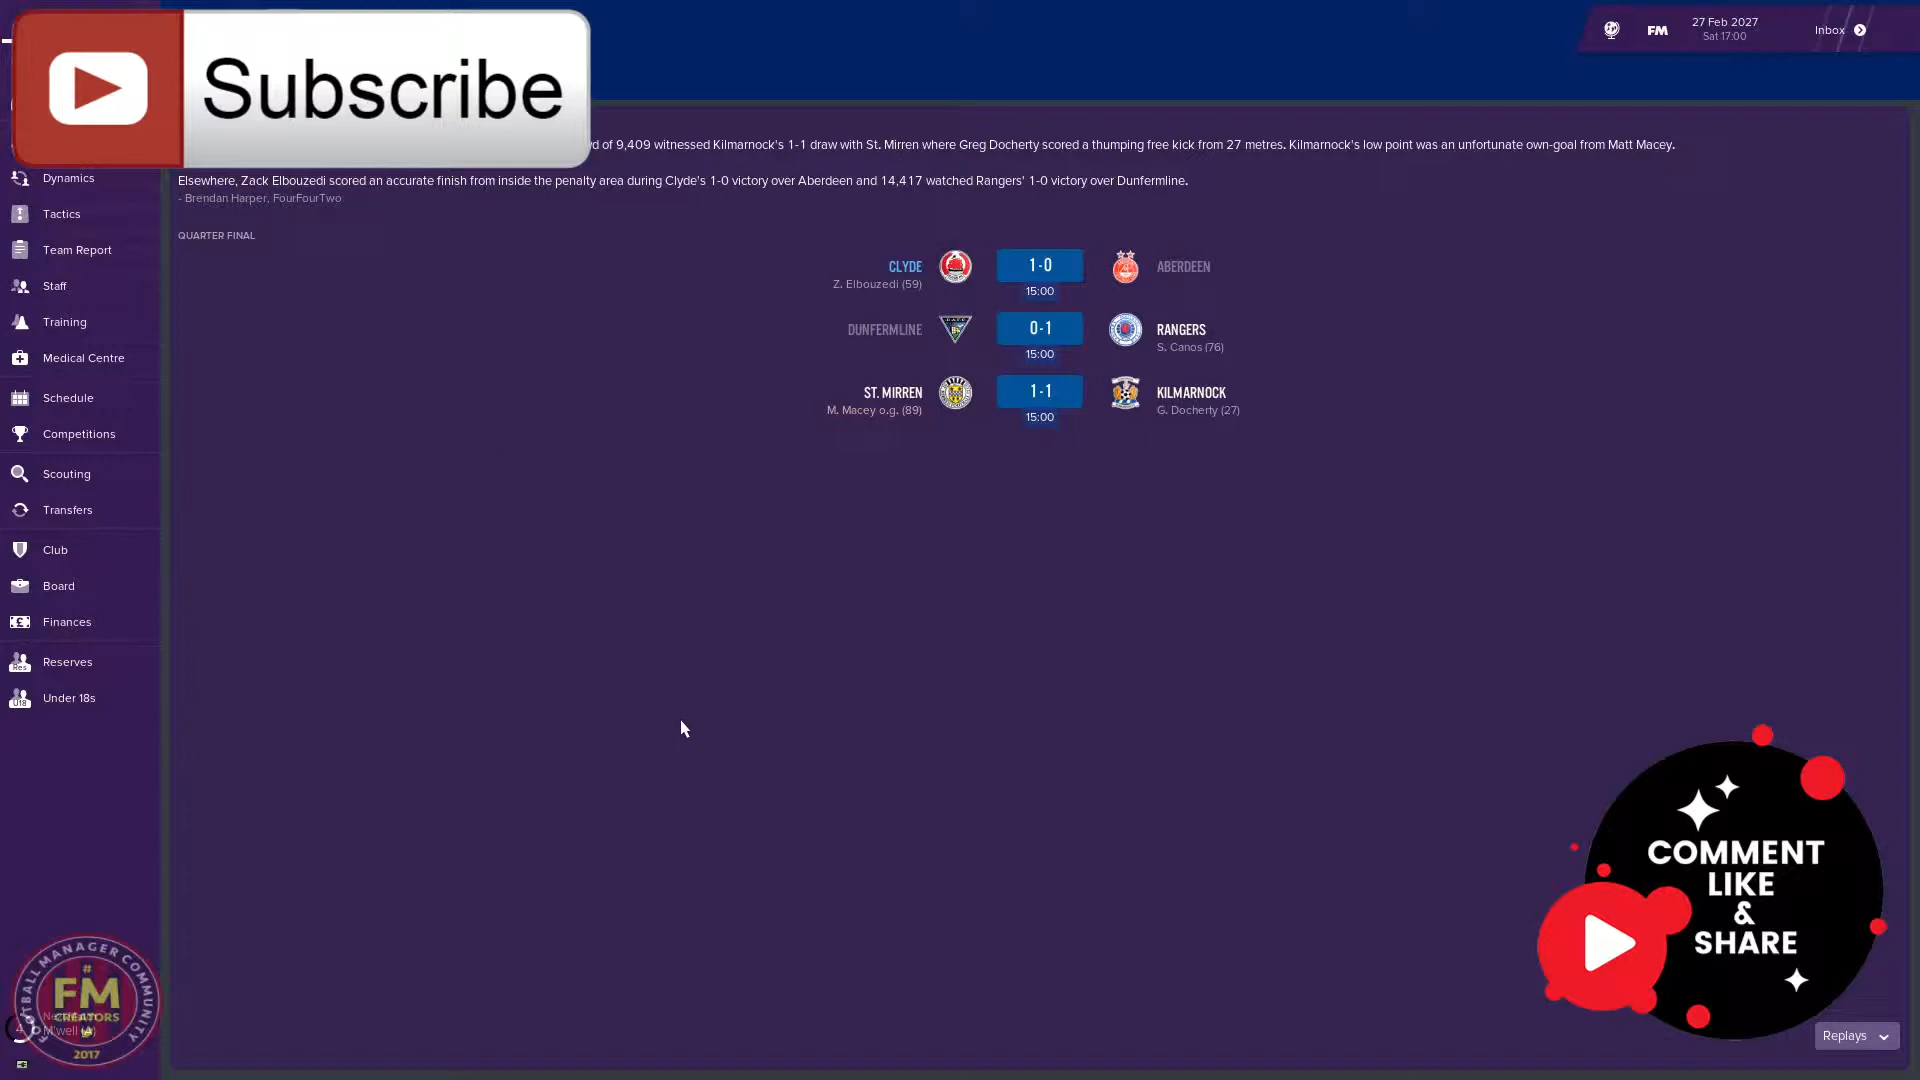 Subscribe
FM
27 Feb 2027
Sat 17:00
Inbox
of 9,409 witnessed Kilmarnock's 1-1 draw with St. Mirren where Greg Docherty scored a thumping free kick from 27 metres. Kilmarnock's low point was an unfortunate own-goal from Matt Macey.
Elsewhere, Zack Elbouzedi scored an accurate finish from inside the penalty area during Clyde's 1-0 victory over Aberdeen and 14,417 watched Rangers' 1-0 victory over Dunfermline.
- Brendan Harper, FourFourTwo
QUARTER FINAL
CLYDE 1-0 ABERDEEN
Z. Elbouzedi (59)
15:00
DUNFERMLINE 0-1 RANGERS
S. Canos (76)
15:00
ST. MIRREN 1-1 KILMARNOCK
M. Macey o.g. (89) G. Docherty (27)
15:00
Dynamics
Tactics
Team Report
Staff
Training
Medical Centre
Schedule
Competitions
Scouting
Transfers
Club
Board
Finances
Res Reserves
U18 Under 18s
COMMENT
LIKE
&
SHARE
MANAGER COMMUNITY
#
FM
CREATORS
M'well (A)
2017
Replays